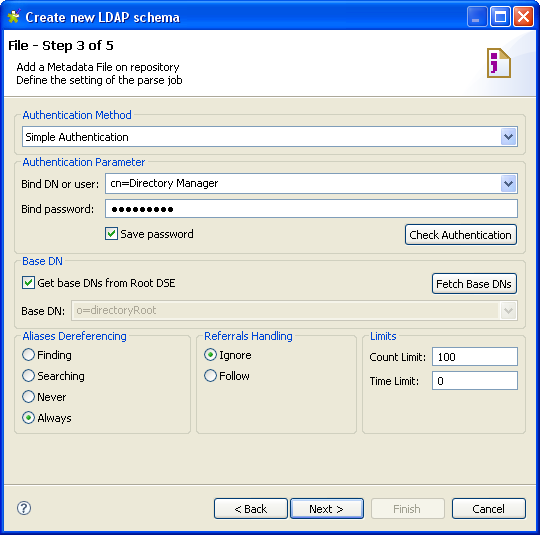 Create new LDAP schema
File - Step 3 of 5
Add a Metadata File on repository
Define the setting of the parse job
Authentication Method
Simple Authentication
Authentication Parameter
Bind DN or user: cn=Directory Manager
Bind password: ●●●●●●●●●
Save password
Check Authentication
Base DN
Get base DNs from Root DSE
Fetch Base DNs
Base DN: o=directoryRoot
Aliases Dereferencing
Finding
Searching
Never
Always
Referrals Handling
Ignore
Follow
Limits
Count Limit: 100
Time Limit: 0
?
< Back
Next >
Finish
Cancel